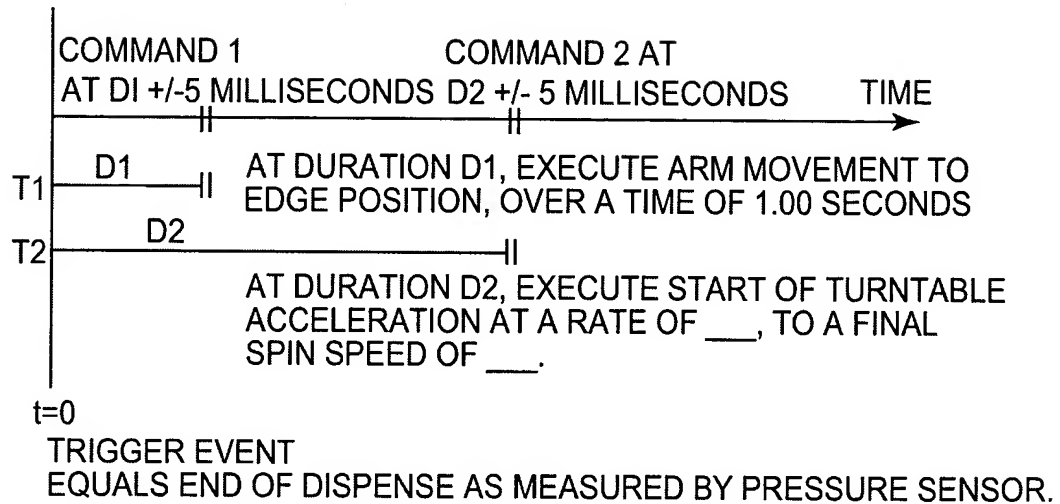 COMMAND 1
AT DI +/-5 MILLISECONDS
COMMAND 2 AT
D2 +/- 5 MILLISECONDS
TIME
T1
D1
AT DURATION D1, EXECUTE ARM MOVEMENT TO
EDGE POSITION, OVER A TIME OF 1.00 SECONDS
T2
D2
AT DURATION D2, EXECUTE START OF TURNTABLE
ACCELERATION AT A RATE OF ___, TO A FINAL
SPIN SPEED OF ___.
t=0
TRIGGER EVENT
EQUALS END OF DISPENSE AS MEASURED BY PRESSURE SENSOR